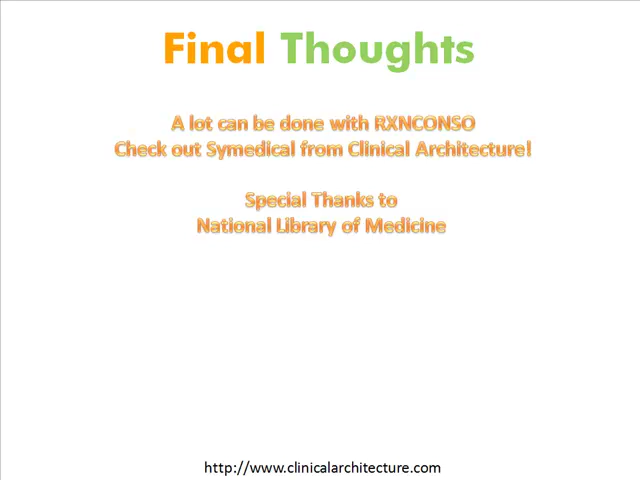 Final Thoughts
A lot can be done with RXNCONSO
Check out Symedical from Clinical Architecture!
Special Thanks to
National Library of Medicine
http://www.clinicalarchitecture.com